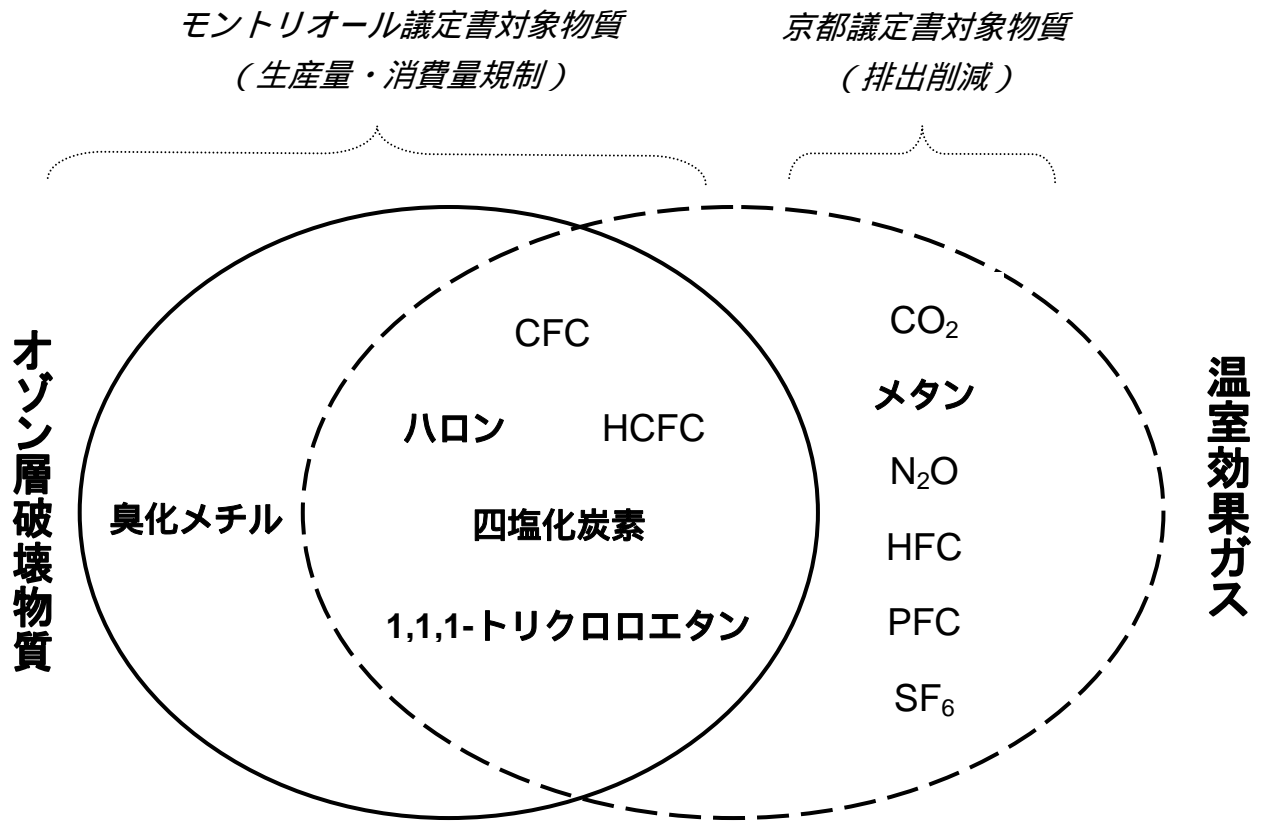 モントリオール議定書対象物質
（生産量・消費量規制）
京都議定書対象物質
（排出削減）
オゾン層破壊物質
臭化メチル
CFC
ハロン
HCFC
四塩化炭素
1,1,1-トリクロロエタン
CO₂
メタン
N₂O
HFC
PFC
SF₆
温室効果ガス